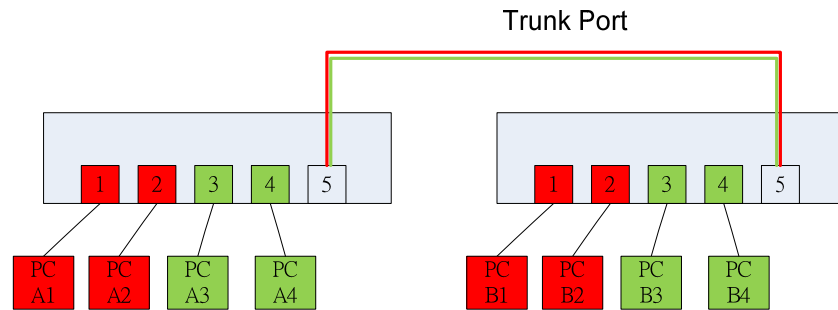 Trunk Port
1 2 3 4 5
1 2 3 4 5
PC A1
PC A2
PC A3
PC A4
PC B1
PC B2
PC B3
PC B4